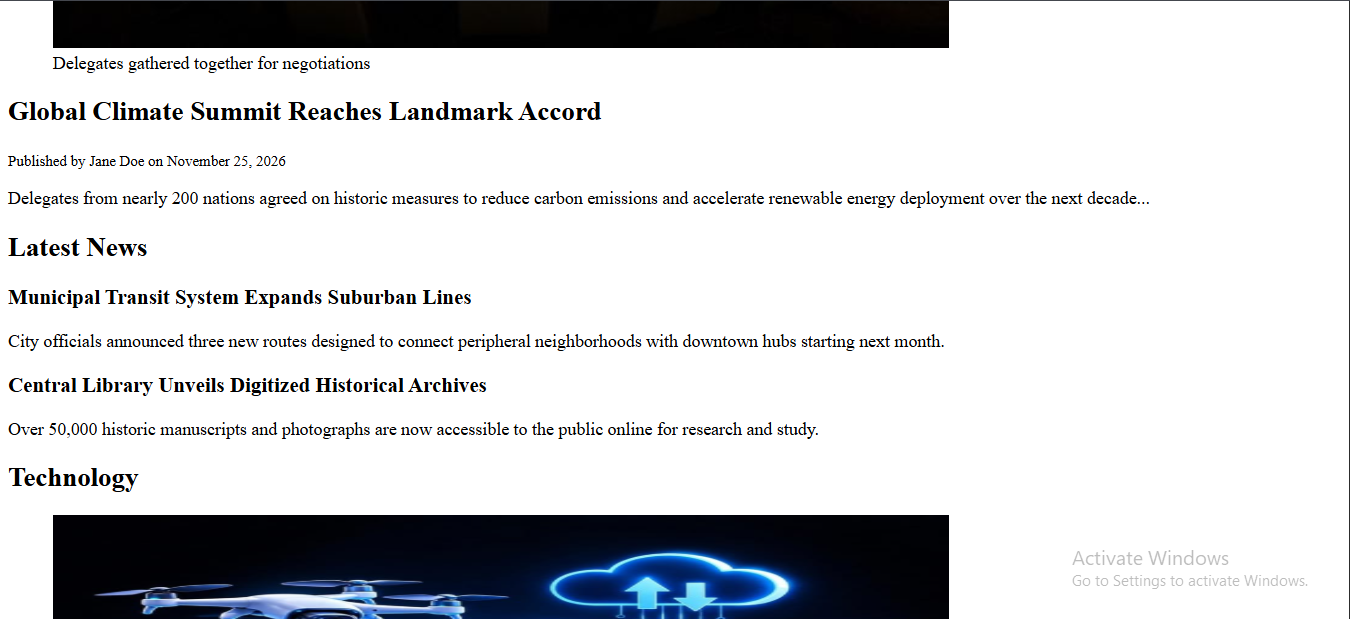 Delegates gathered together for negotiations
Global Climate Summit Reaches Landmark Accord
Published by Jane Doe on November 25, 2026
Delegates from nearly 200 nations agreed on historic measures to reduce carbon emissions and accelerate renewable energy deployment over the next decade...
Latest News
Municipal Transit System Expands Suburban Lines
City officials announced three new routes designed to connect peripheral neighborhoods with downtown hubs starting next month.
Central Library Unveils Digitized Historical Archives
Over 50,000 historic manuscripts and photographs are now accessible to the public online for research and study.
Technology
Activate Windows
Go to Settings to activate Windows.